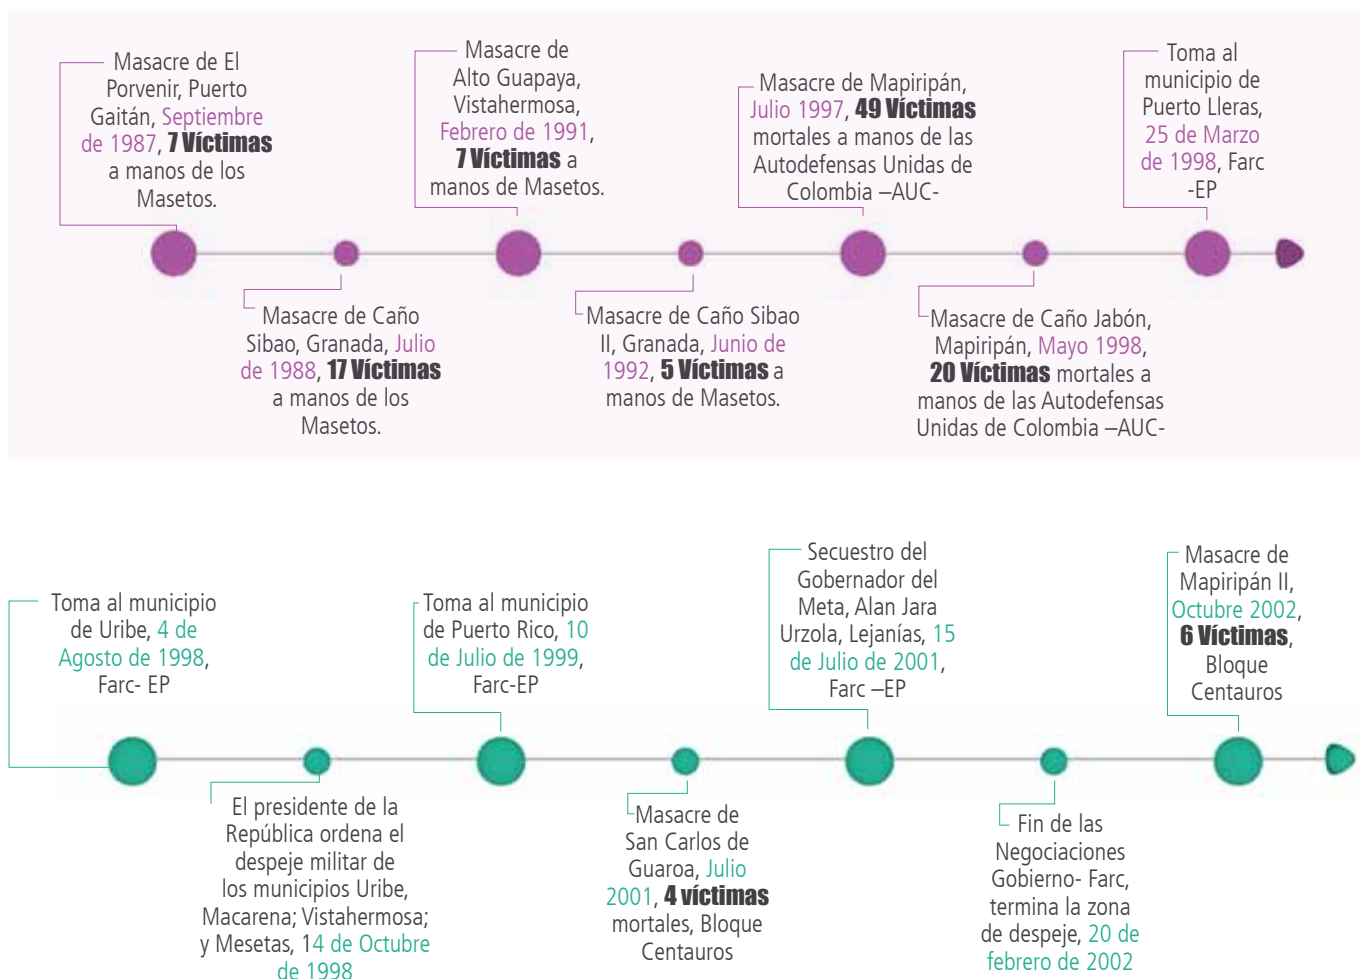 Masacre de El
Porvenir, Puerto
Gaitán, Septiembre
de 1987, 7 Víctimas
a manos de los
Masetos.
Masacre de Caño
Sibao, Granada, Julio
de 1988, 17 Víctimas
a manos de los
Masetos.
Masacre de
Alto Guapaya,
Vistahermosa,
Febrero de 1991,
7 Víctimas a
manos de Masetos.
Masacre de Caño Sibao
II, Granada, Junio de
1992, 5 Víctimas a
manos de Masetos.
Masacre de Mapiripán,
Julio 1997, 49 Víctimas
mortales a manos de las
Autodefensas Unidas de
Colombia –AUC-
Masacre de Caño Jabón,
Mapiripán, Mayo 1998,
20 Víctimas mortales a
manos de las Autodefensas
Unidas de Colombia –AUC-
Toma al
municipio de
Puerto Lleras,
25 de Marzo
de 1998, Farc
-EP
Toma al municipio
de Uribe, 4 de
Agosto de 1998,
Farc- EP
El presidente de la
República ordena el
despeje militar de
los municipios Uribe,
Macarena; Vistahermosa;
y Mesetas, 14 de Octubre
de 1998
Toma al municipio
de Puerto Rico, 10
de Julio de 1999,
Farc-EP
Masacre de
San Carlos de
Guaroa, Julio
2001, 4 víctimas
mortales, Bloque
Centauros
Secuestro del
Gobernador del
Meta, Alan Jara
Urzola, Lejanías, 15
de Julio de 2001,
Farc –EP
Fin de las
Negociaciones
Gobierno- Farc,
termina la zona
de despeje, 20 de
febrero de 2002
Masacre de
Mapiripán II,
Octubre 2002,
6 Víctimas,
Bloque
Centauros